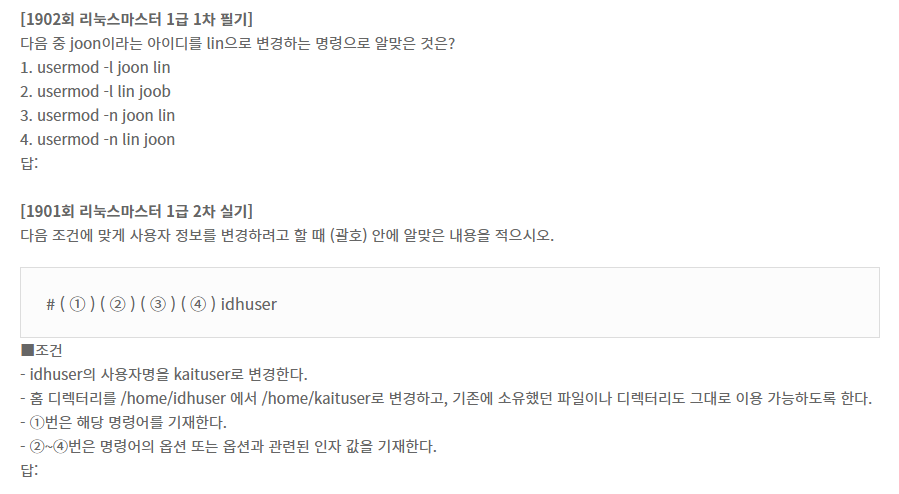 [1902회 리눅스마스터 1급 1차 필기]
다음 중 joon이라는 아이디를 lin으로 변경하는 명령으로 알맞은 것은?
1. usermod -l joon lin
2. usermod -l lin joob
3. usermod -n joon lin
4. usermod -n lin joon
답:
[1901회 리눅스마스터 1급 2차 실기]
다음 조건에 맞게 사용자 정보를 변경하려고 할 때 (괄호) 안에 알맞은 내용을 적으시오.
# ( ① ) ( ② ) ( ③ ) ( ④ ) idhuser
■조건
- idhuser의 사용자명을 kaituser로 변경한다.
- 홈 디렉터리를 /home/idhuser 에서 /home/kaituser로 변경하고, 기존에 소유했던 파일이나 디렉터리도 그대로 이용 가능하도록 한다.
- ①번은 해당 명령어를 기재한다.
- ②~④번은 명령어의 옵션 또는 옵션과 관련된 인자 값을 기재한다.
답: